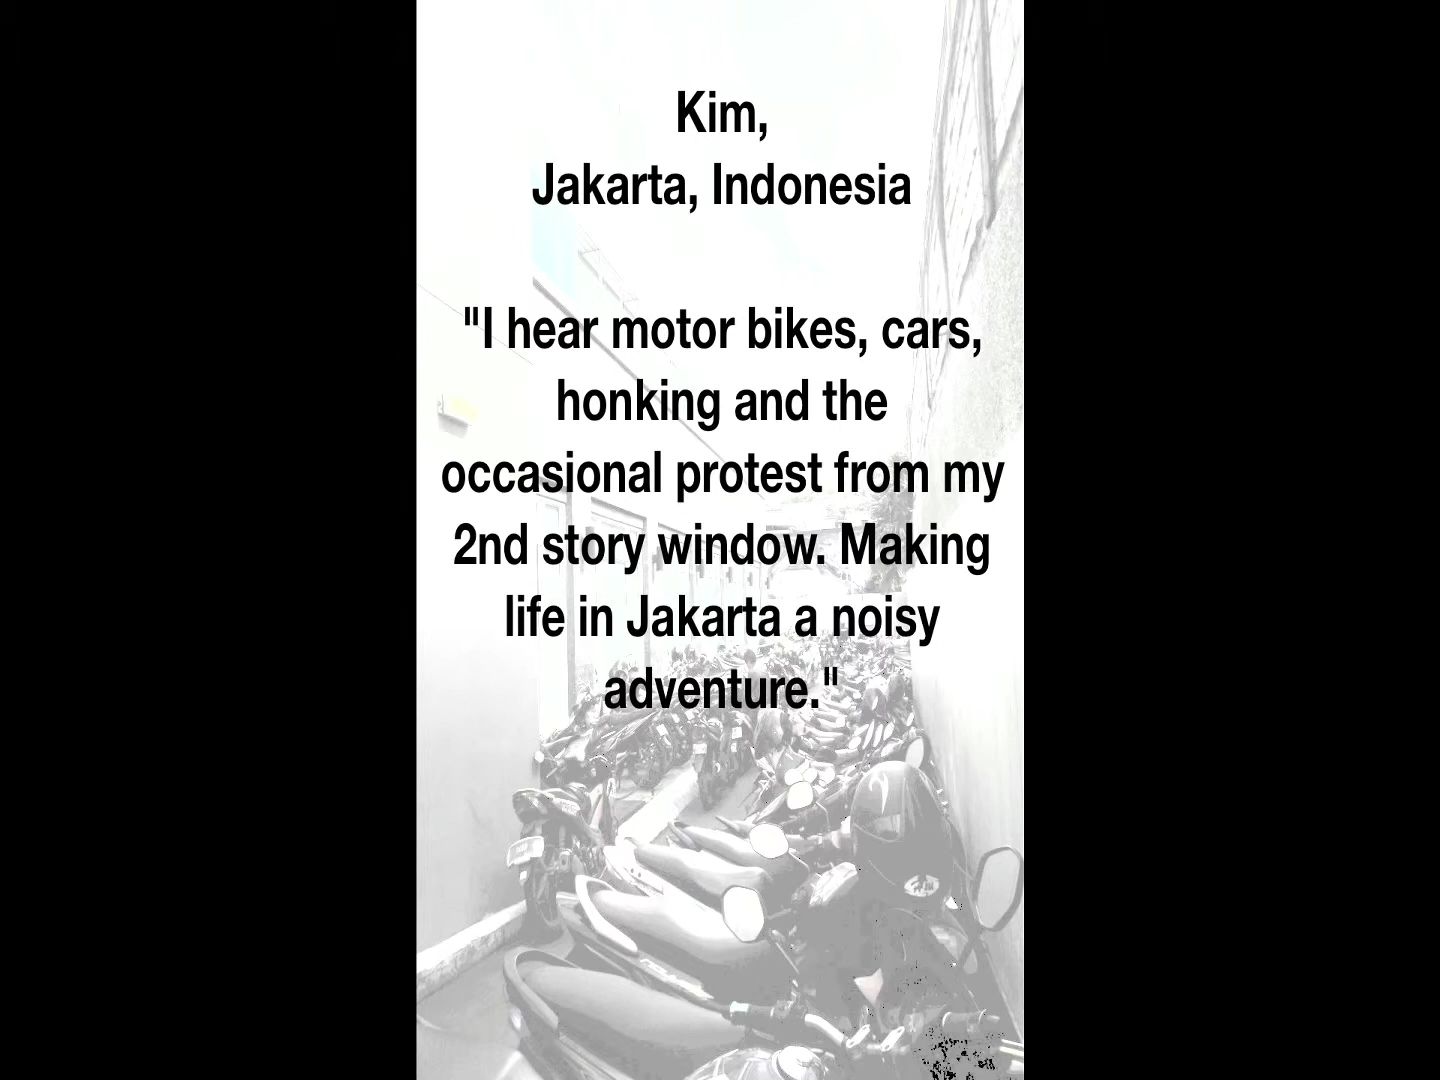 Kim,
Jakarta, Indonesia
"I hear motor bikes, cars,
honking and the
occasional protest from my
2nd story window. Making
life in Jakarta a noisy
adventure."